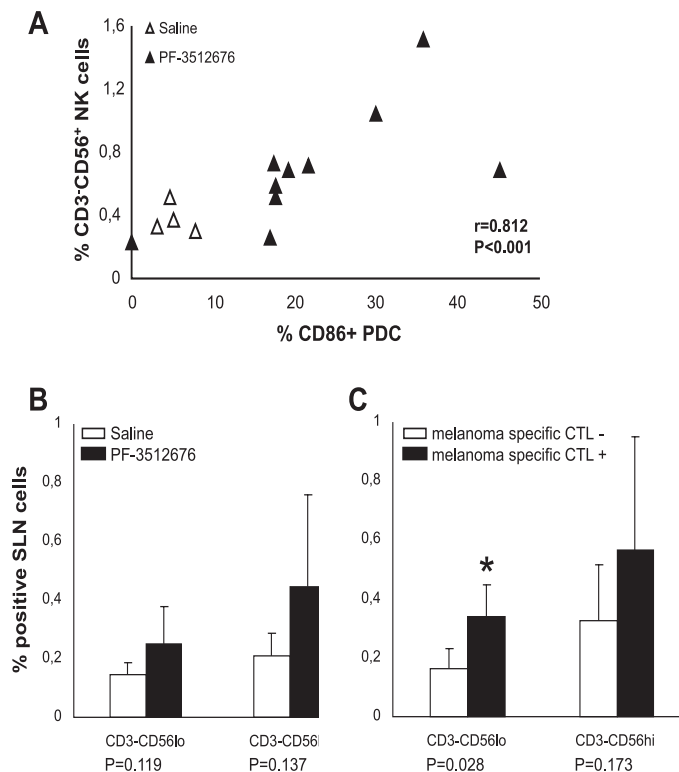 A
1,6
1,2
0,8
0,4
0
% CD3-CD56+ NK cells
Saline
PF-3512676
r=0.812
P<0.001
0 10 20 30 40 50
% CD86+ PDC
B
1
0,8
0,6
0,4
0,2
0
% positive SLN cells
Saline
PF-3512676
CD3-CD56lo CD3-CD56
P=0.119 P=0.137
C
1
0,8
0,6
0,4
0,2
0
melanoma specific CTL -
melanoma specific CTL +
*
CD3-CD56lo CD3-CD56hi
P=0.028 P=0.173